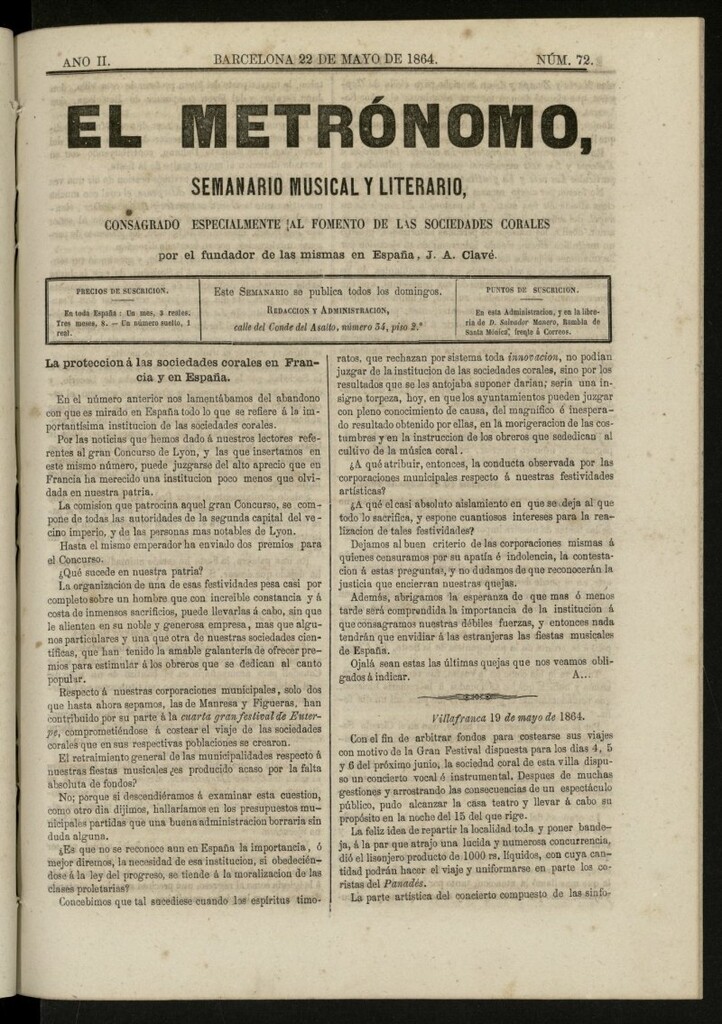 AÑO II.
BARCELONA 22 DE MAYO DE 1864.
NÚM. 72.
EL METRÓNOMO,
SEMANARIO MUSICAL Y LITERARIO,
CONSAGRADO ESPECIALMENTE AL FOMENTO DE LAS SOCIEDADES CORALES
por el fundador de las mismas en España, J. A. Clavé.
PRECIOS DE SUSCRICION.
En toda España: Un mes, 3 reales.
Tres meses, 8. — Un número suelto, 1
real.
Este SEMANARIO se publica todos los domingos.
REDACCION Y ADMINISTRACION,
calle del Conde del Asalto, número 34, piso 2.º
PUNTOS DE SUSCRICION.
En esta Administracion, y en la libre-
ria de D. Salvador Manero, Rambla de
Santa Mónica, frente á Correos.
La proteccion á las sociedades corales en Fran-
cia y en España.
En el número anterior nos lamentábamos del abandono
con que es mirado en España todo lo que se refiere á la im-
portantísima institucion de las sociedades corales.
Por las noticias que hemos dado á nuestros lectores refe-
rentes al gran Concurso de Lyon, y las que insertamos en
este mismo número, puede juzgarse del alto aprecio que en
Francia ha merecido una institucion poco menos que olvi-
dada en nuestra patria.
La comision que patrocina aquel gran Concurso, se com-
pone de todas las autoridades de la segunda capital del ve-
cino imperio, y de las personas mas notables de Lyon.
Hasta el mismo emperador ha enviado dos premios para
el Concurso.
¿Qué sucede en nuestra patria?
La organizacion de una de esas festividades pesa casi por
completo sobre un hombre que con increible constancia y á
costa de inmensos sacrificios, puede llevarlas á cabo, sin que
le alienten en su noble y generosa empresa, mas que algu-
nos particulares y una que otra de nuestras sociedades cien-
tíficas, que han tenido la amable galantería de ofrecer pre-
mios para estimular á los obreros que se dedican al canto
popular.
Respecto á nuestras corporaciones municipales, solo dos
que hasta ahora sepamos, las de Manresa y Figueras, han
contribuido por su parte á la cuarta gran festival de Euter-
pe, comprometiéndose á costear el viaje de las sociedades
corales que en sus respectivas poblaciones se crearon.
El retraimiento general de las municipalidades respecto á
nuestras fiestas musicales ¿es producido acaso por la falta
absoluta de fondos?
No; porque si descendiéramos á examinar esta cuestion,
como otro dia dijimos, hallaríamos en los presupuestos mu-
nicipales partidas que una buena administracion borraria sin
duda alguna.
¿Es que no se reconoce aun en España la importancia, ó
mejor diremos, la necesidad de esa institucion, si obedecién-
dose á la ley del progreso, se tiende á la moralizacion de las
clases proletarias?
Concebimos que tal sucediese cuando los espíritus timo-
ratos, que rechazan por sistema toda innovacion, no podian
juzgar de la institucion de las sociedades corales, sino por los
resultados que se les antojaba suponer darian; seria una in-
signe torpeza, hoy, en que los ayuntamientos pueden juzgar
con pleno conocimiento de causa, del magnífico é inespera-
do resultado obtenido por ellas, en la morigeracion de las cos-
tumbres y en la instruccion de los obreros que se dedican al
cultivo de la música coral.
¿A qué atribuir, entonces, la conducta observada por las
corporaciones municipales respecto á nuestras festividades
artísticas?
¿A qué el casi absoluto aislamiento en que se deja al que
todo lo sacrifica, y espone cuantiosos intereses para la rea-
lizacion de tales festividades?
Dejamos al buen criterio de las corporaciones mismas á
quienes censuramos por su apatía é indolencia, la contesta-
cion á estas preguntas, y no dudamos de que reconocerán la
justicia que encierran nuestras quejas.
Además, abrigamos la esperanza de que mas ó menos
tarde será comprendida la importancia de la institucion á
que consagramos nuestras débiles fuerzas, y entonces nada
tendrán que envidiar á las estranjeras las fiestas musicales
de España.
Ojalá sean estas las últimas quejas que nos veamos obli-
gados á indicar. A...
Villafranca 19 de mayo de 1864.
Con el fin de arbitrar fondos para costearse sus viajes
con motivo de la Gran Festival dispuesta para los dias 4, 5
y 6 del próximo junio, la sociedad coral de esta villa dispu-
so un concierto vocal é instrumental. Despues de muchas
gestiones y arrostrando las consecuencias de un espectáculo
público, pudo alcanzar la casa teatro y llevar á cabo su
propósito en la noche del 15 del que rige.
La feliz idea de repartir la localidad toda y poner bande-
ja, á la par que atrajo una lucida y numerosa concurrencia,
dió el lisonjero producto de 1000 rs. líquidos, con cuya can-
tidad podrán hacer el viaje y uniformarse en parte los co-
ristas del Panadés.
La parte artística del concierto compuesto de las sinfo-